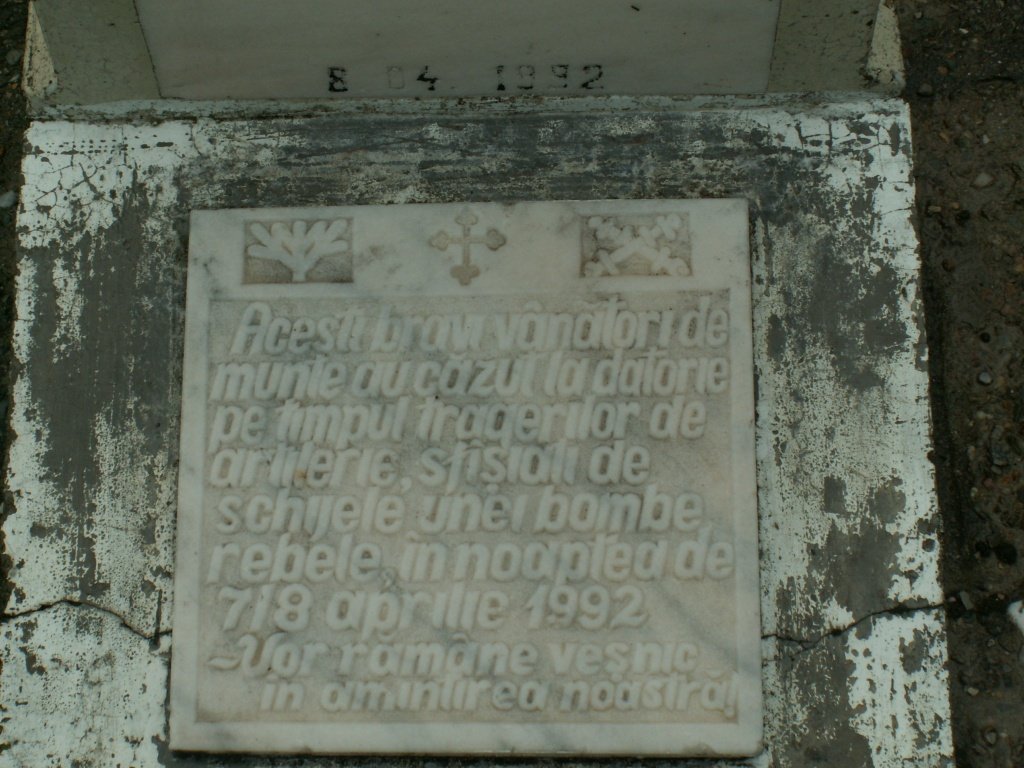 8 04 1992
Acești bravi vânători de
munte au căzut la datorie
pe timpul tragerilor de
artilerie, sfîșiați de
schijele unei bombe
rebele, în noaptea de
7/8 aprilie 1992
~Vor rămâne veșnic
în amintirea noastră!